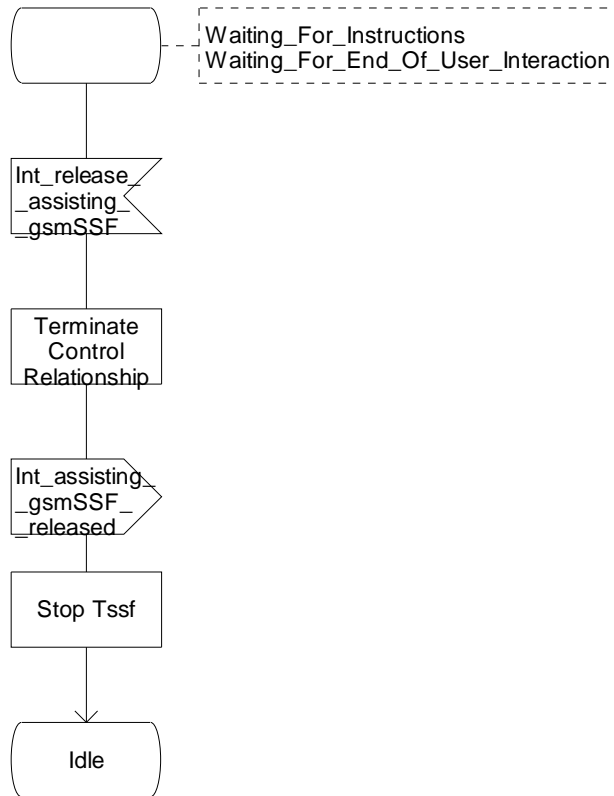 Waiting_For_Instructions
Waiting_For_End_Of_User_Interaction
Int_release_
_assisting_
_gsmSSF
Terminate
Control
Relationship
Int_assisting_
_gsmSSF_
_released
Stop Tssf
Idle